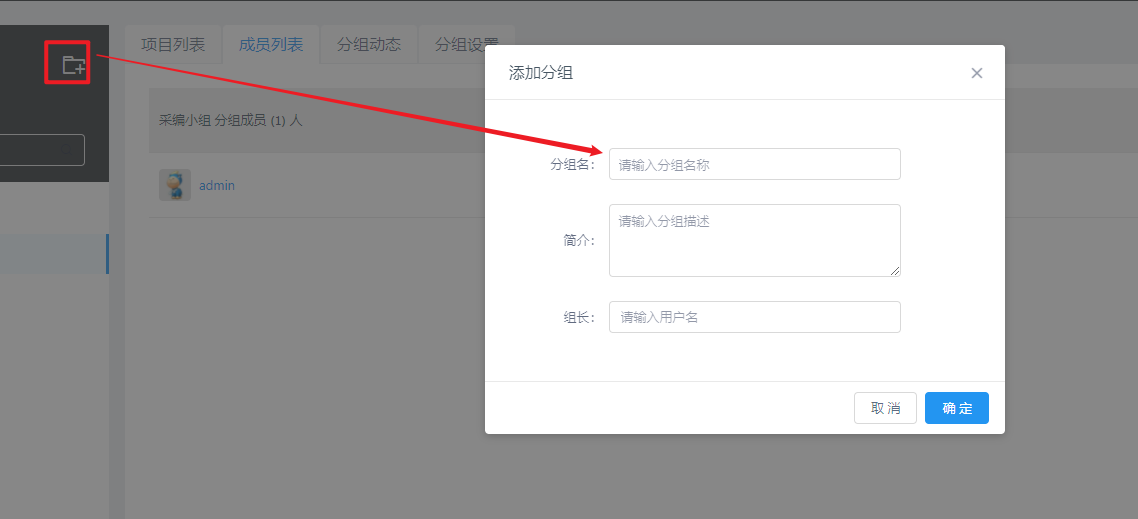 项目列表 成员列表 分组动态 分组设置
采编小组 分组成员 (1) 人
admin
添加分组
分组名:
请输入分组名称
简介:
请输入分组描述
组长:
请输入用户名
取消 确定